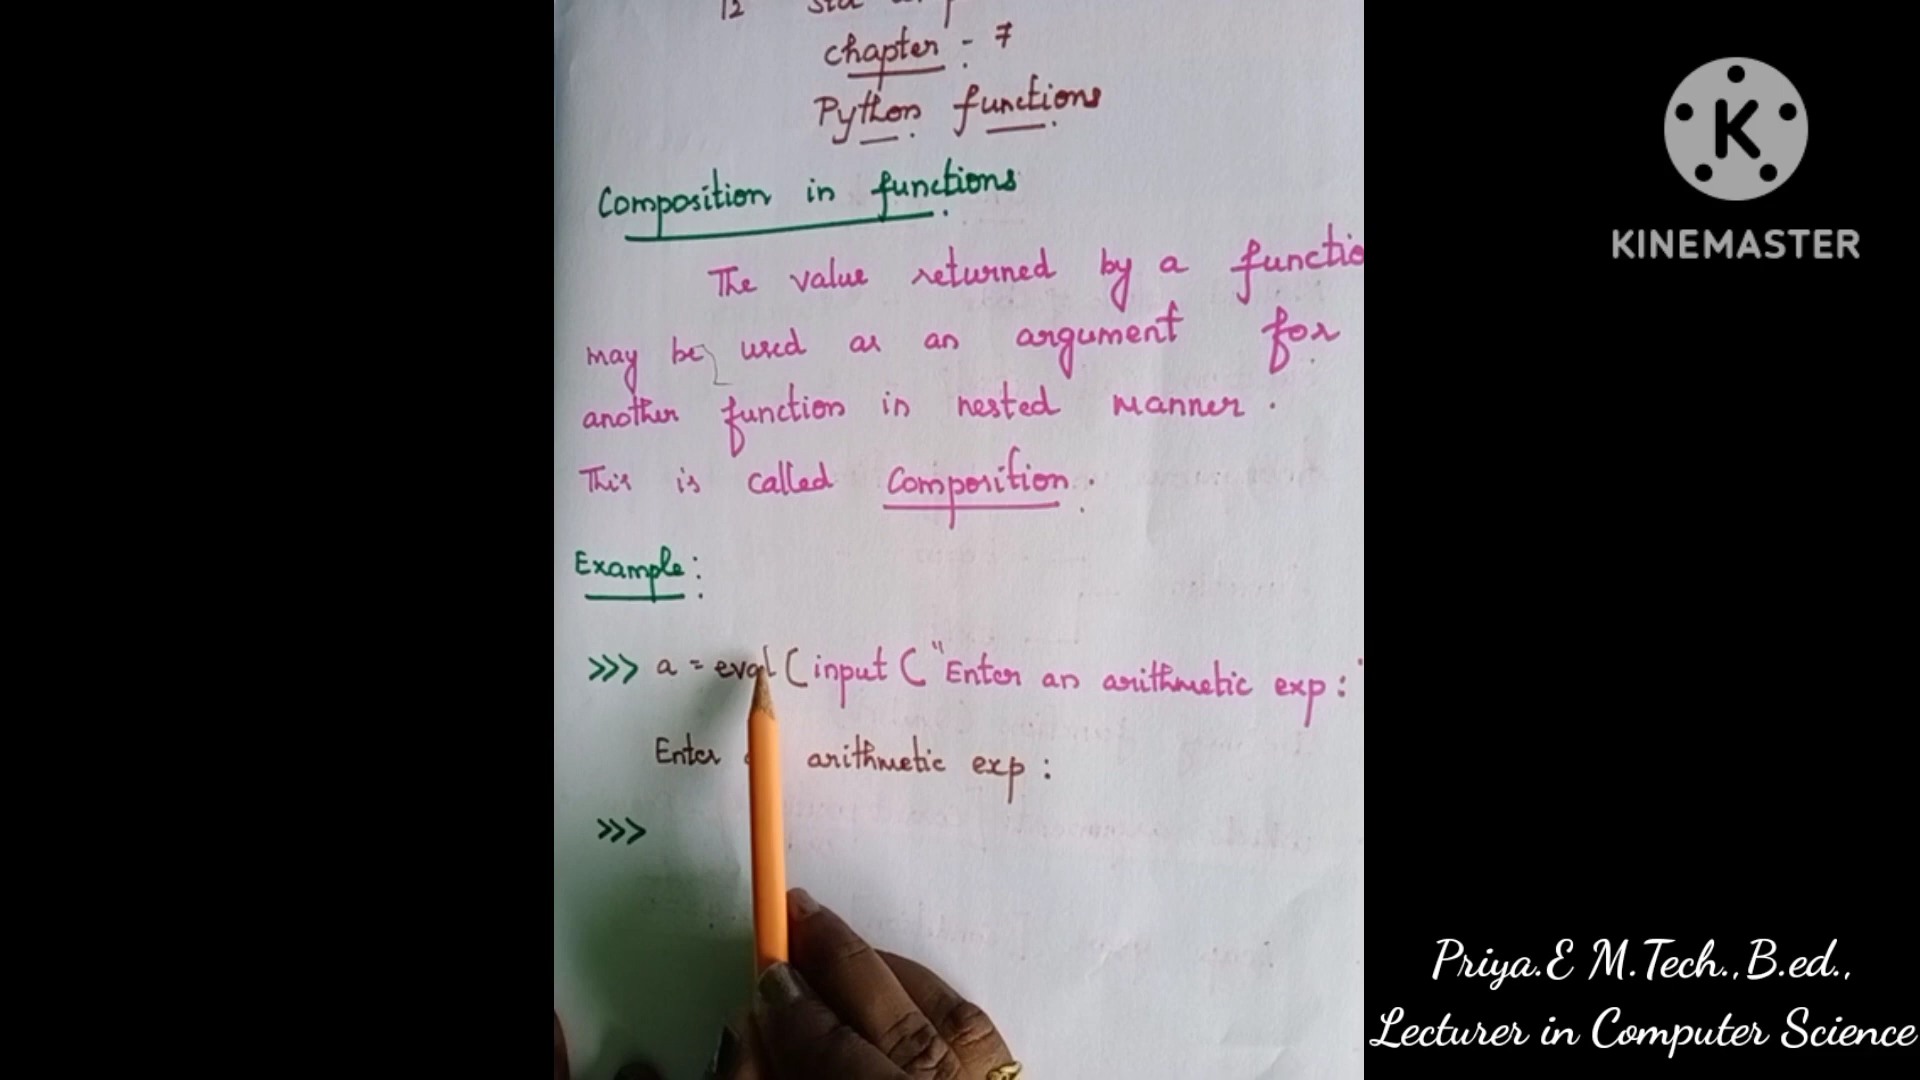 12 Std
chapter :- 7
Python functions
Composition in functions
The value returned by a functio
may be used as an argument for
another function in nested manner.
This is called Composition.
Example:
>>> a = eval (input ( "Enter an arithmetic exp: "
Enter arithmetic exp :
>>>
KINEMASTER
Priya.E M.Tech.,B.ed.,
Lecturer in Computer Science